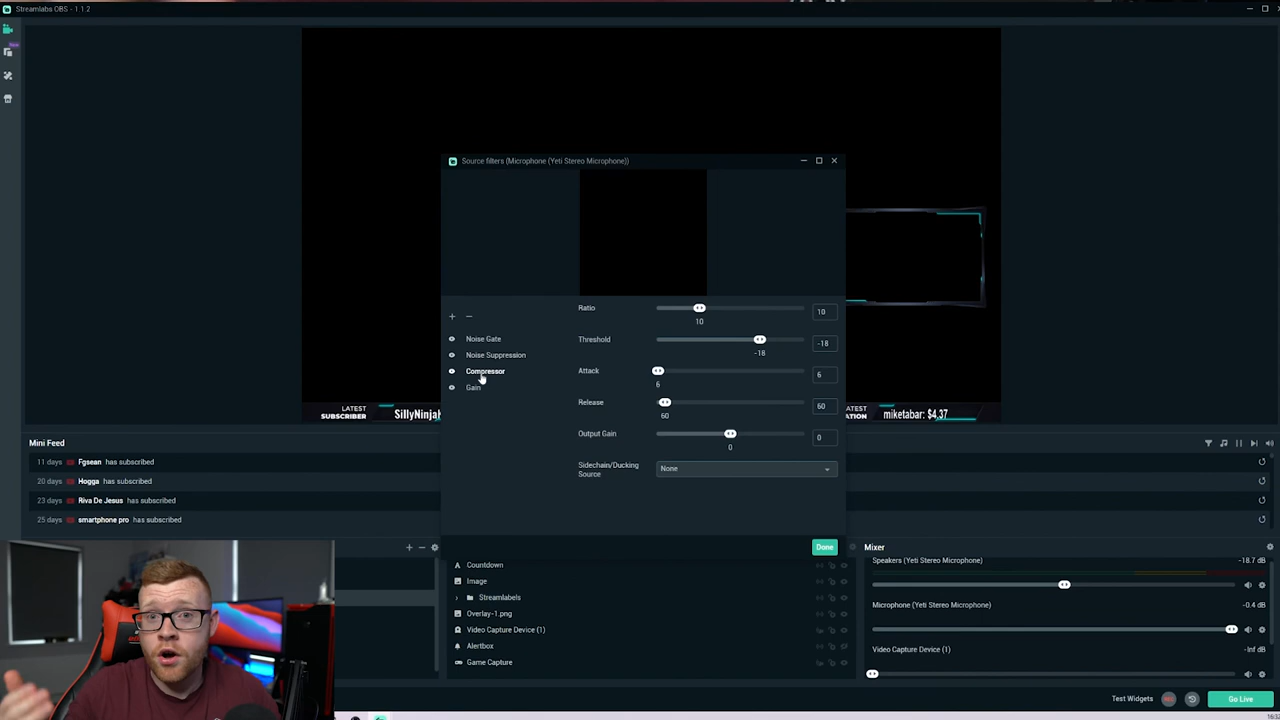 Streamlabs OBS - 1.1.2
Source filters (Microphone (Yeti Stereo Microphone))
Noise Gate
Noise Suppression
Compressor
Gain
Ratio
10
10
Threshold
-18
-18
Attack
6
6
Release
60
60
Output Gain
0
0
Sidechain/Ducking
Source
None
Done
LATEST
SUBSCRIBER
miketabar: $4.37
Mini Feed
11 days Fgsean has subscribed
20 days Hogga has subscribed
23 days Riva De Jesus has subscribed
25 days smartphone pro has subscribed
Countdown
Image
Streamlabels
Overlay-1.png
Video Capture Device (1)
Alertbox
Game Capture
Mixer
Speakers (Yeti Stereo Microphone)
-18.7 dB
Microphone (Yeti Stereo Microphone)
-0.4 dB
Video Capture Device (1)
-Inf dB
Test Widgets
REC
Go Live